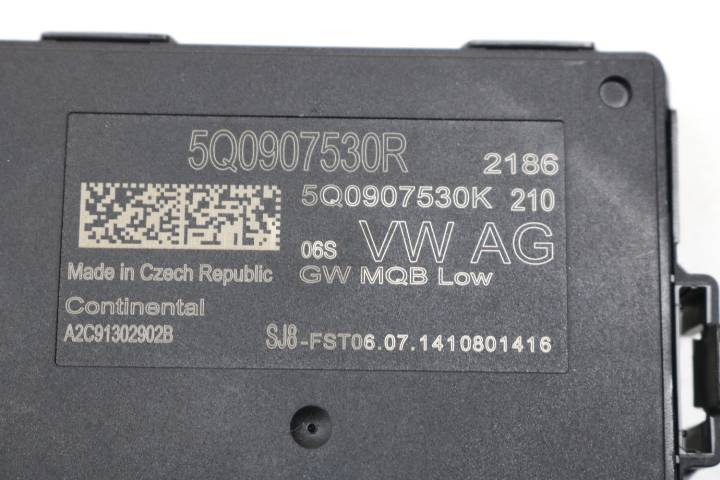 5Q0907530R 2186
5Q0907530K 210
06S VW AG
Made in Czech Republic GW MQB Low
Continental
A2C91302902B SJ8-FST06.07.1410801416